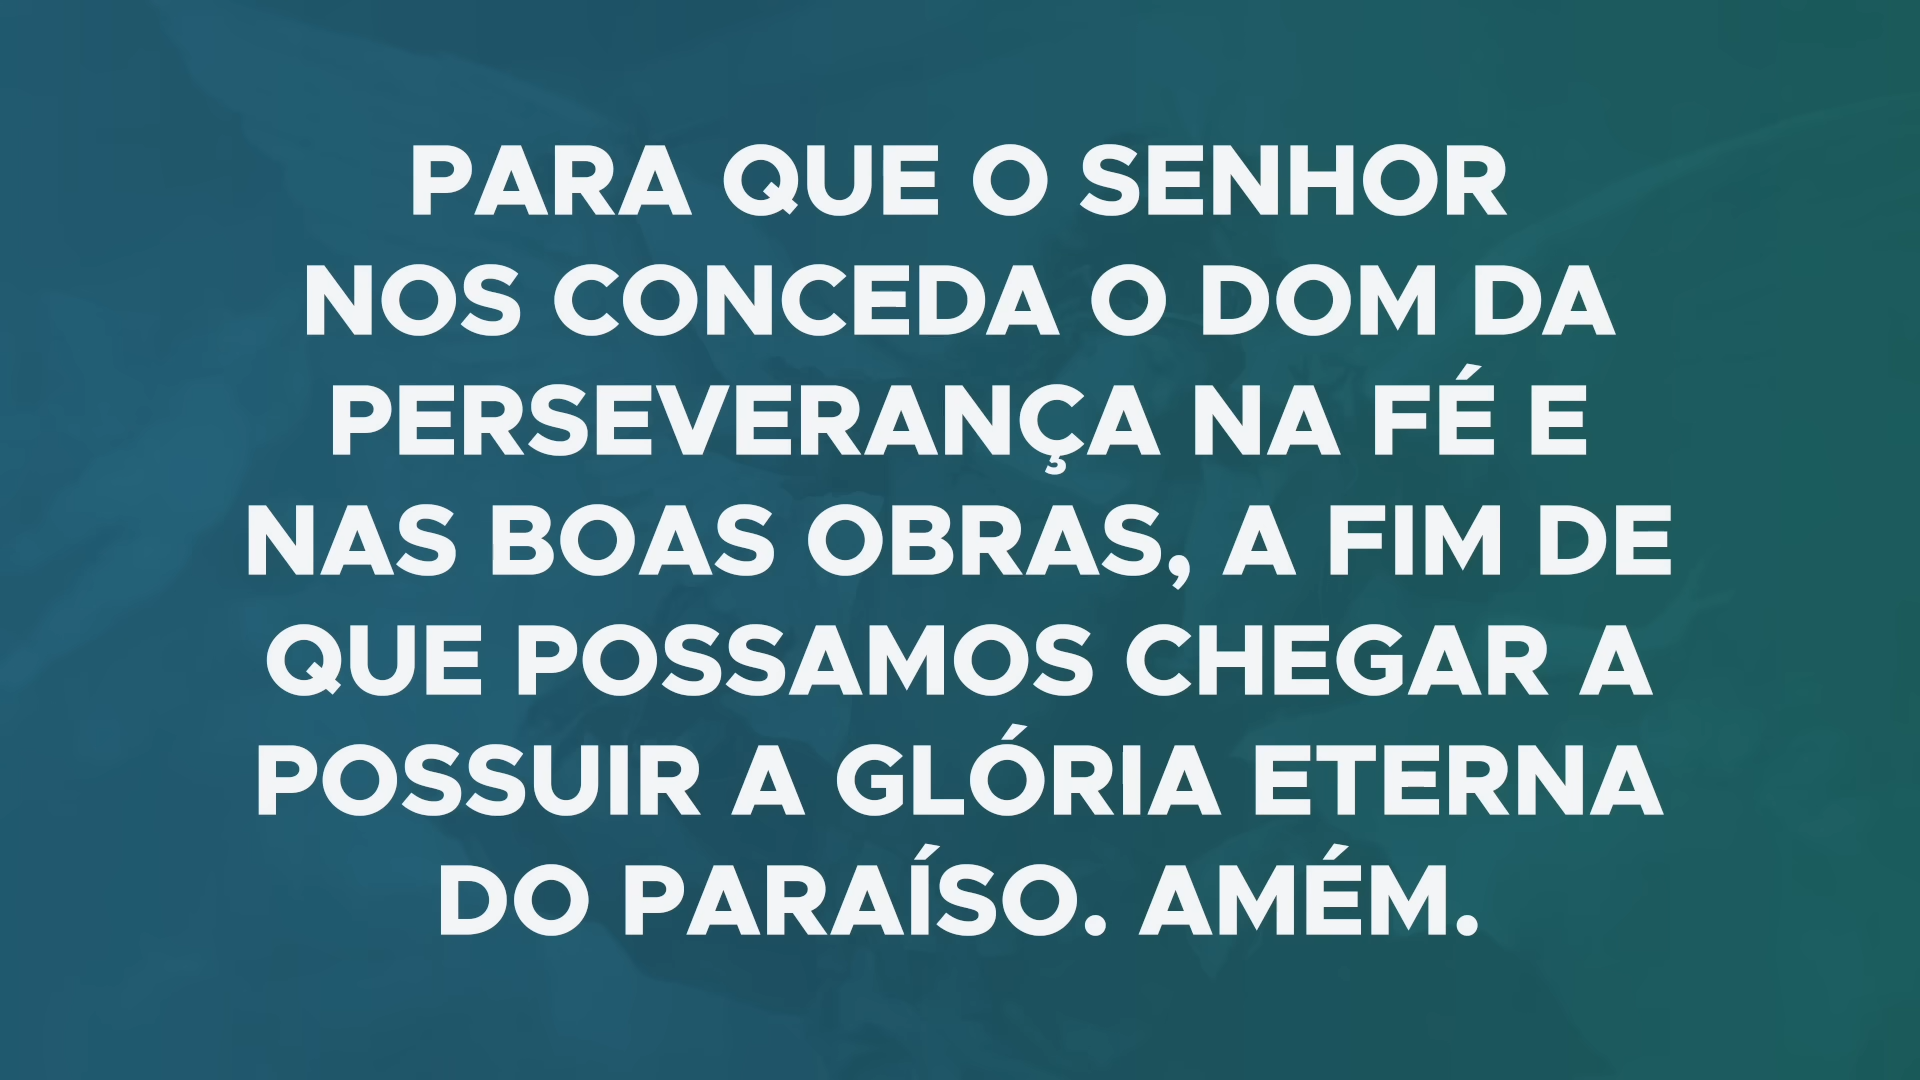 PARA QUE O SENHOR
NOS CONCEDA O DOM DA
PERSEVERANÇA NA FÉ E
NAS BOAS OBRAS, A FIM DE
QUE POSSAMOS CHEGAR A
POSSUIR A GLÓRIA ETERNA
DO PARAÍSO. AMÉM.